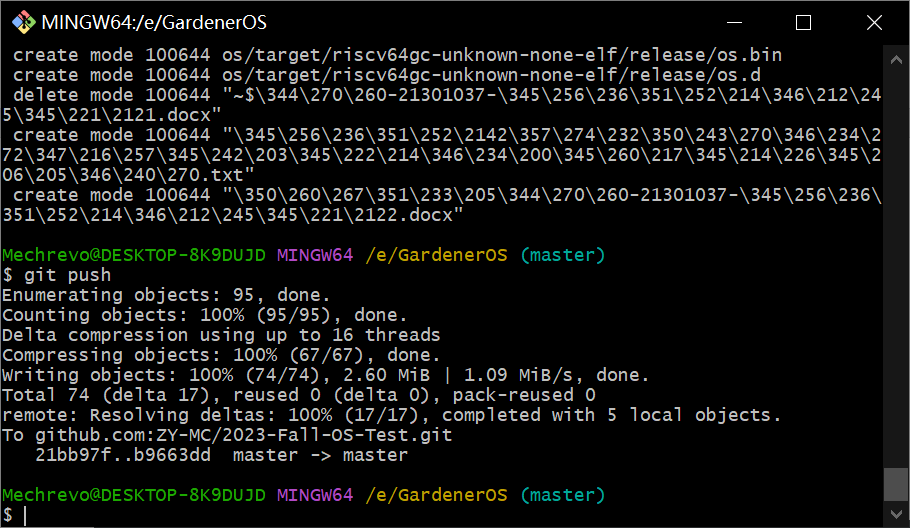 MINGW64:/e/GardenerOS
create mode 100644 os/target/riscv64gc-unknown-none-elf/release/os.bin
create mode 100644 os/target/riscv64gc-unknown-none-elf/release/os.d
delete mode 100644 "~$\344\270\260-21301037-\345\256\236\351\252\214\346\212\24
5\345\221\2121.docx"
create mode 100644 "\345\256\236\351\252\2142\357\274\232\350\243\270\346\234\2
72\347\216\257\345\242\203\345\222\214\346\234\200\345\260\217\345\214\226\345\2
06\205\346\240\270.txt"
create mode 100644 "\350\260\267\351\233\205\344\270\260-21301037-\345\256\236\
351\252\214\346\212\245\345\221\2122.docx"
Mechrevo@DESKTOP-8K9DUJD MINGW64 /e/GardenerOS (master)
$ git push
Enumerating objects: 95, done.
Counting objects: 100% (95/95), done.
Delta compression using up to 16 threads
Compressing objects: 100% (67/67), done.
Writing objects: 100% (74/74), 2.60 MiB | 1.09 MiB/s, done.
Total 74 (delta 17), reused 0 (delta 0), pack-reused 0
remote: Resolving deltas: 100% (17/17), completed with 5 local objects.
To github.com:ZY-MC/2023-Fall-OS-Test.git
21bb97f..b9663dd  master -> master
Mechrevo@DESKTOP-8K9DUJD MINGW64 /e/GardenerOS (master)
$